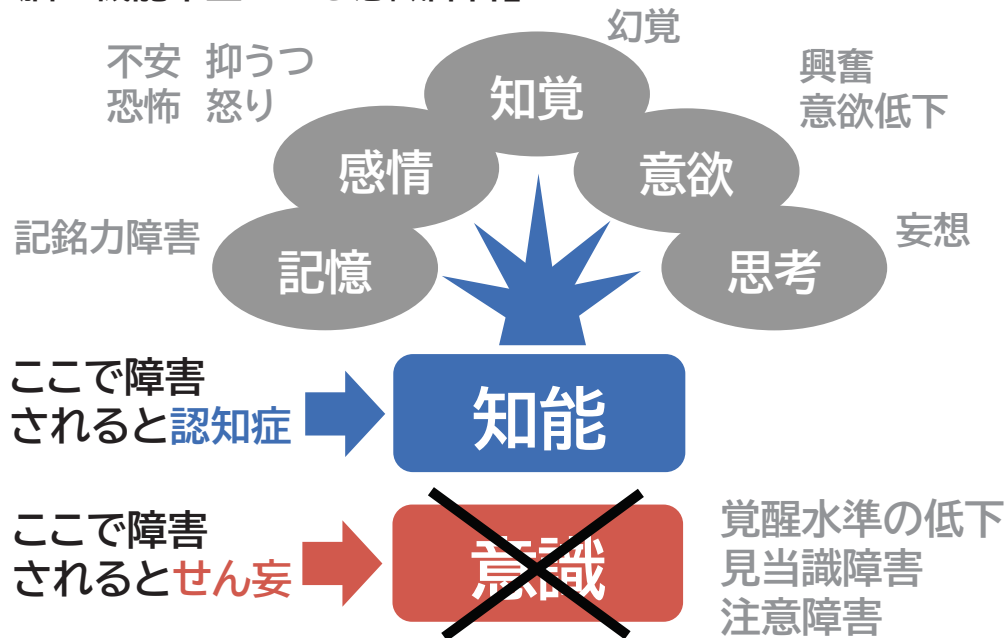 幻覚
不安 抑うつ
恐怖 怒り
興奮
意欲低下
知覚
感情
意欲
記銘力障害
妄想
記憶
思考
ここで障害
されると認知症
知能
ここで障害
されるとせん妄
意識
覚醒水準の低下
見当識障害
注意障害